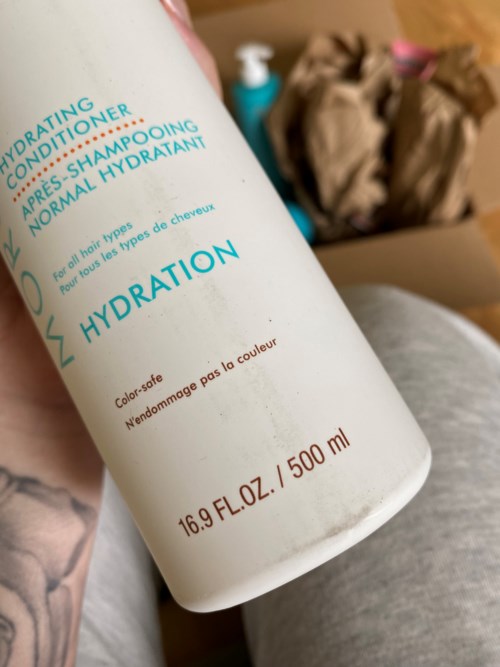 HYDRATING
CONDITIONER
APRÈS-SHAMPOOING
NORMAL HYDRATANT
For all hair types
Pour tous les types de cheveux
HYDRATION
Color-safe
N'endommage pas la couleur
16.9 FL.OZ. / 500 ml